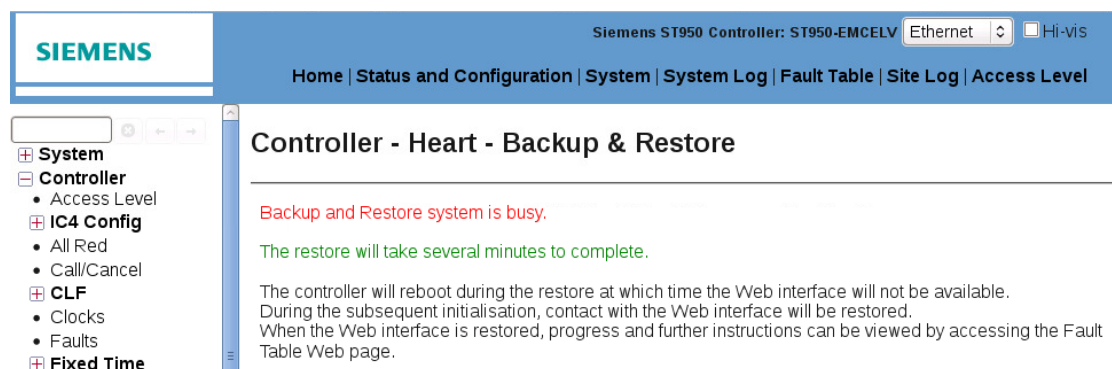 SIEMENS
Siemens ST950 Controller: ST950-EMCELV Ethernet Hi-vis
Home | Status and Configuration | System | System Log | Fault Table | Site Log | Access Level
System
Controller
Access Level
IC4 Config
All Red
Call/Cancel
CLF
Clocks
Faults
Fixed Time
Controller - Heart - Backup & Restore
Backup and Restore system is busy.
The restore will take several minutes to complete.
The controller will reboot during the restore at which time the Web interface will not be available.
During the subsequent initialisation, contact with the Web interface will be restored.
When the Web interface is restored, progress and further instructions can be viewed by accessing the Fault
Table Web page.